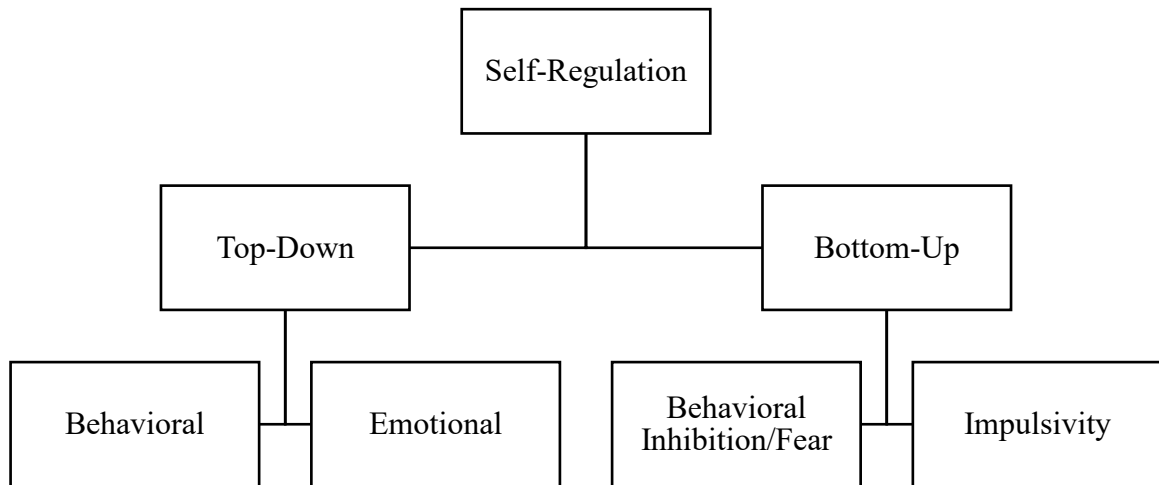 Self-Regulation
Top-Down
Bottom-Up
Behavioral
Emotional
Behavioral
Inhibition/Fear
Impulsivity